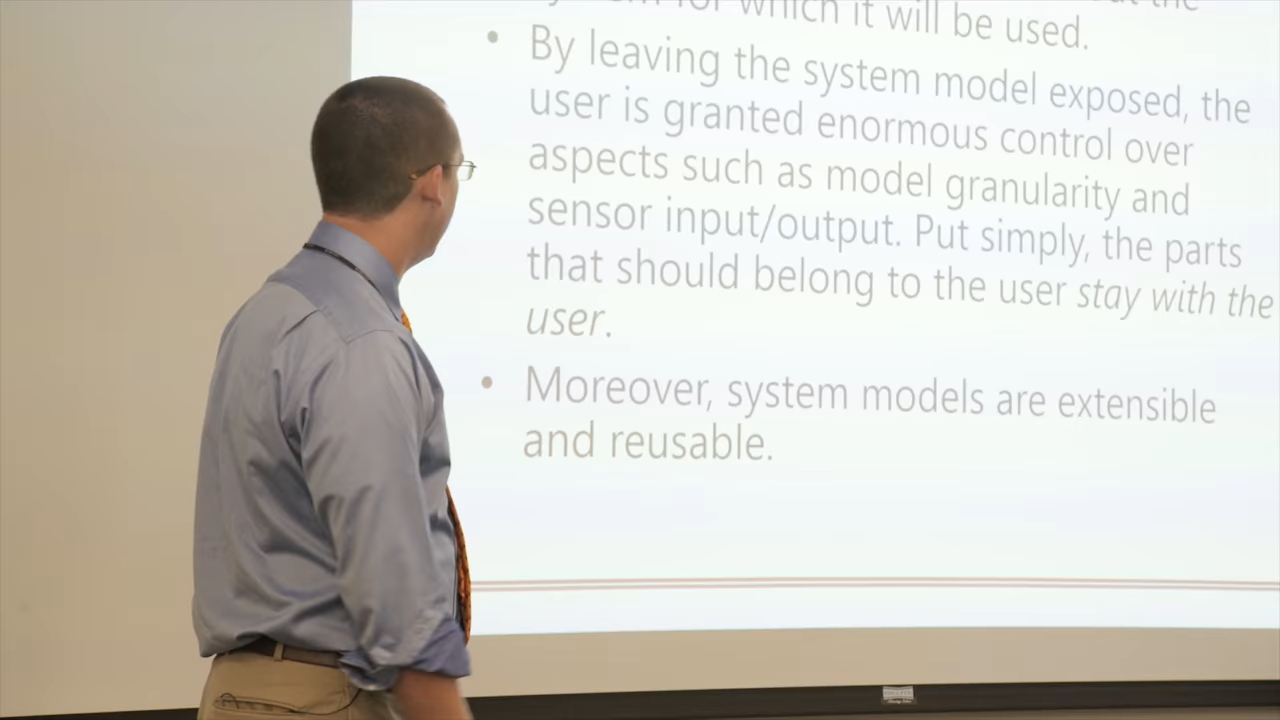 for which it will be used.
• By leaving the system model exposed, the
user is granted enormous control over
aspects such as model granularity and
sensor input/output. Put simply, the parts
that should belong to the user stay with the
user.
• Moreover, system models are extensible
and reusable.